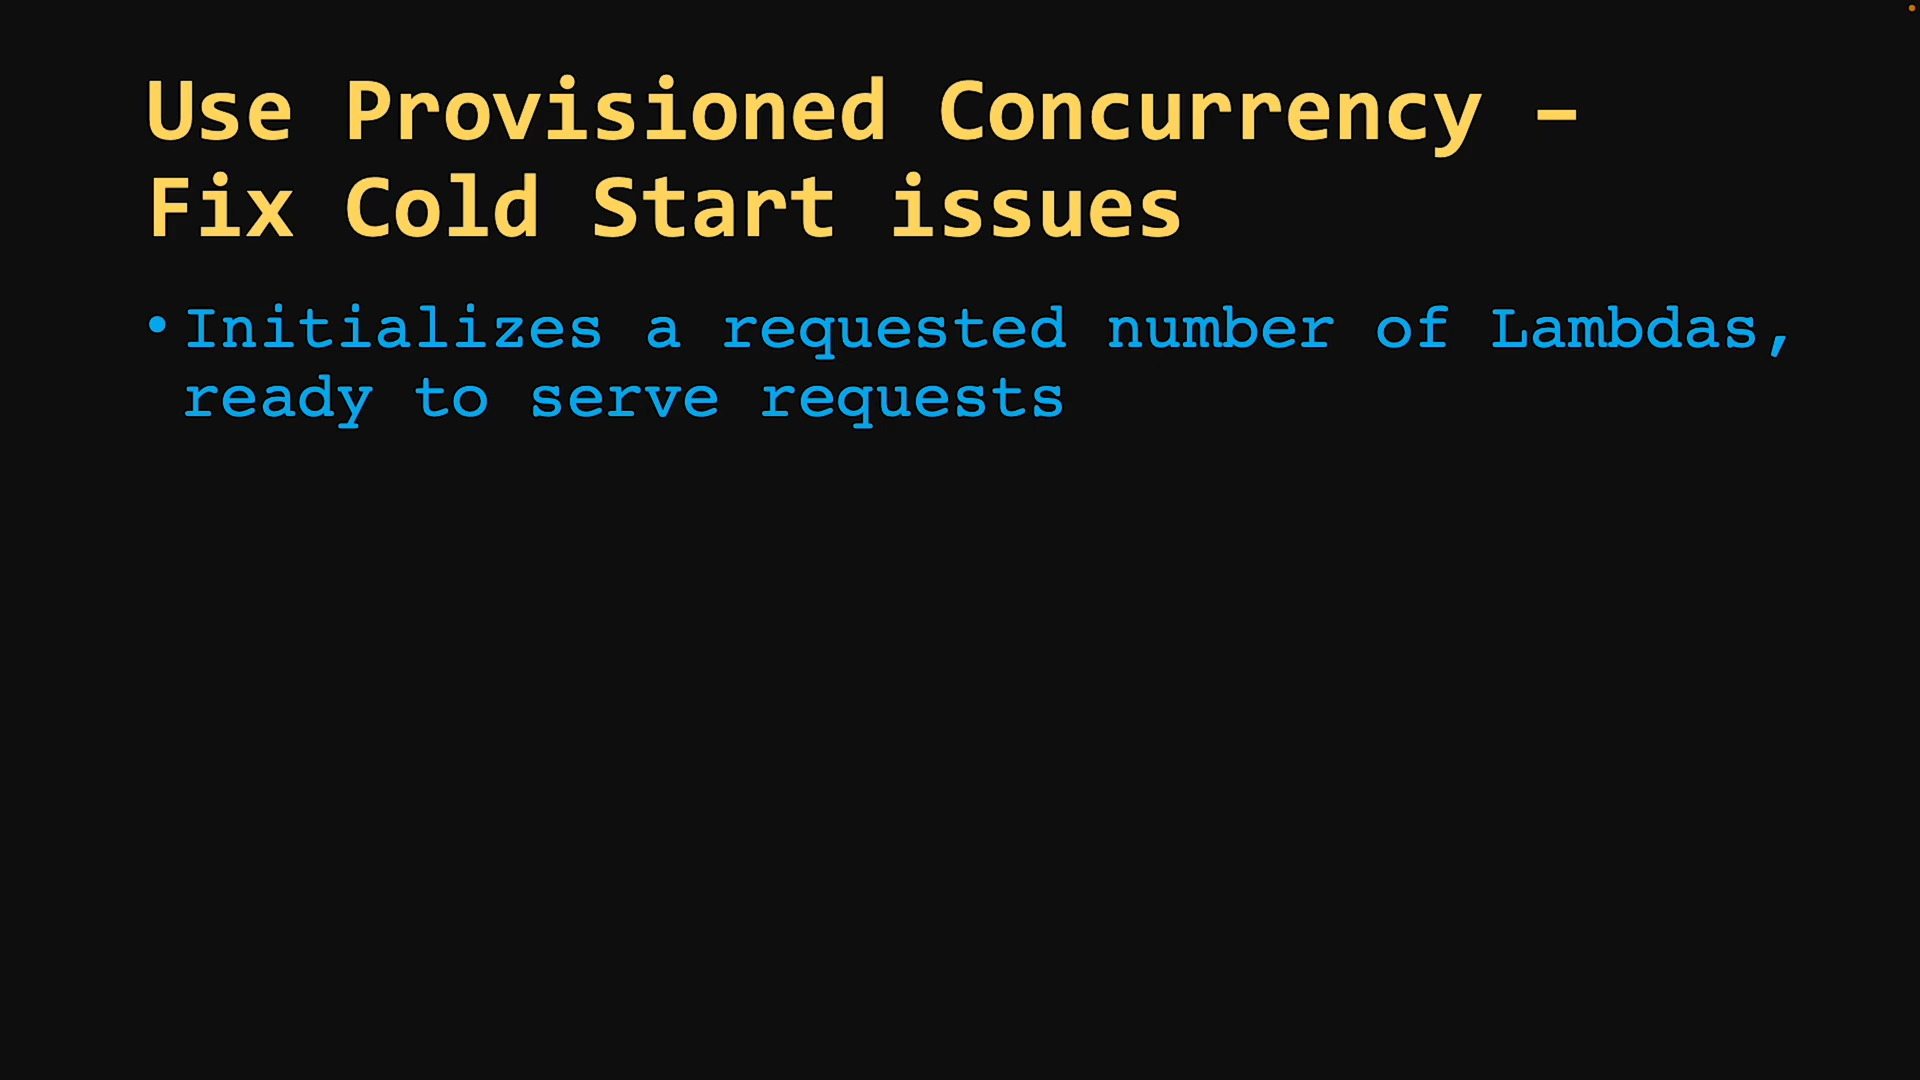 Use Provisioned Concurrency –
Fix Cold Start issues
•Initializes a requested number of Lambdas,
ready to serve requests